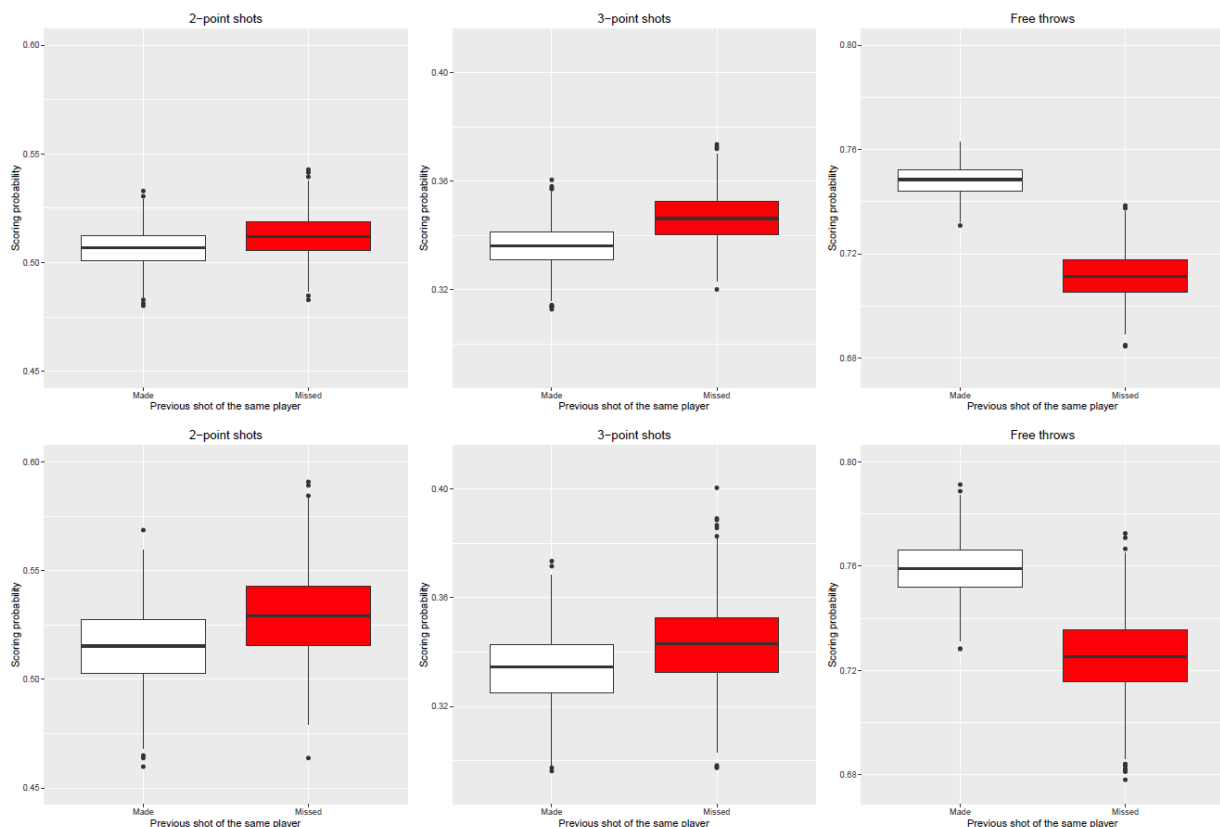 2−point shots
0.60
0.55
0.50
0.45
Scoring probability
Made
Missed
Previous shot of the same player
3−point shots
0.40
0.36
0.32
Scoring probability
Made
Missed
Previous shot of the same player
Free throws
0.80
0.76
0.72
0.68
Scoring probability
Made
Missed
Previous shot of the same player
2−point shots
0.60
0.55
0.50
0.45
Scoring probability
Made
Missed
Previous shot of the same player
3−point shots
0.40
0.36
0.32
Scoring probability
Made
Missed
Previous shot of the same player
Free throws
0.80
0.76
0.72
0.68
Scoring probability
Made
Missed
Previous shot of the same player